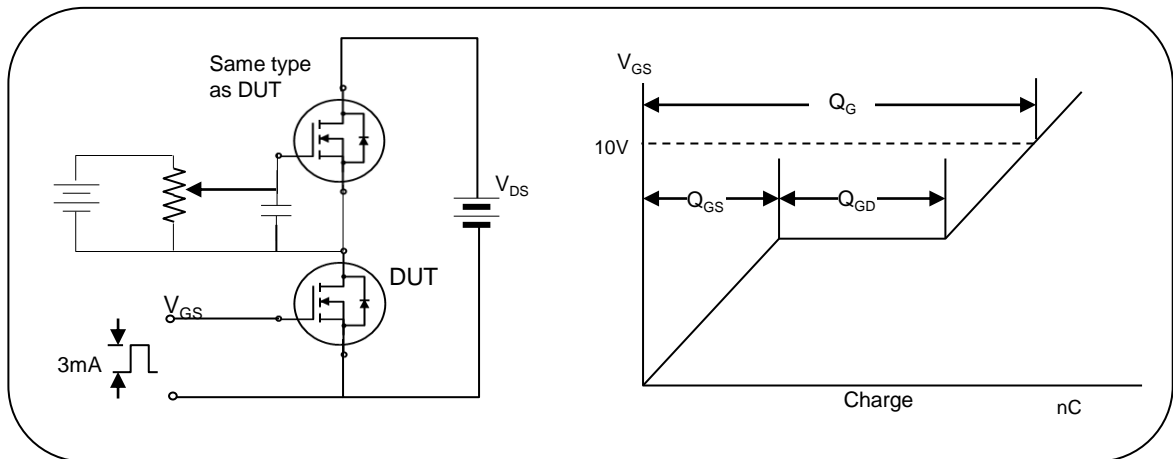 Same type
as DUT
V_DS
DUT
V_GS
3mA
V_GS
Q_G
10V
Q_GS
Q_GD
Charge
nC